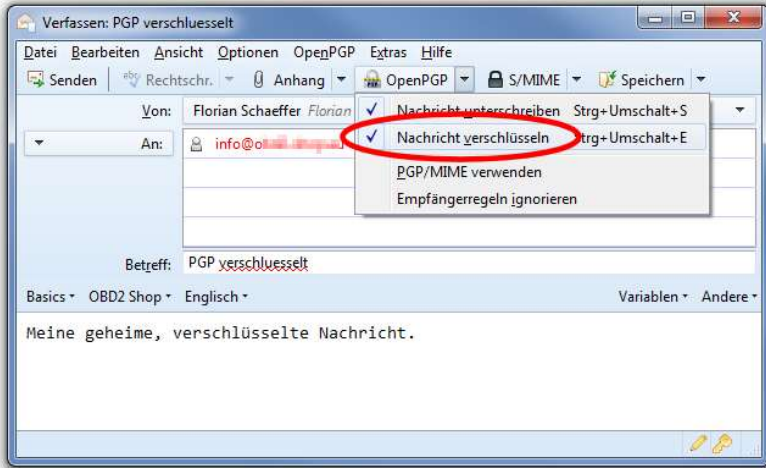 Verfassen: PGP verschluesselt
Datei Bearbeiten Ansicht Optionen OpenPGP Extras Hilfe
Senden Rechtschr. Anhang OpenPGP S/MIME Speichern
Von: Florian Schaeffer Florian
Nachricht unterschreiben Strg+Umschalt+S
An:
Nachricht verschlüsseln Strg+Umschalt+E
PGP/MIME verwenden
Empfängerregeln ignorieren
Betreff: PGP verschluesselt
Basics OBD2 Shop Englisch Variablen Andere
Meine geheime, verschlüsselte Nachricht.